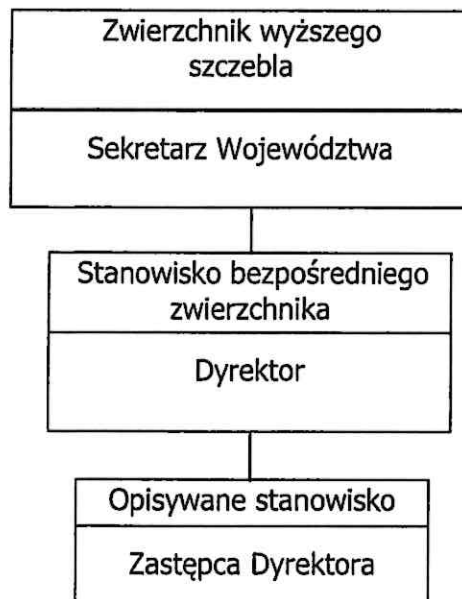 Zwierzchnik wyższego
szczebla
Sekretarz Województwa
Stanowisko bezpośredniego
zwierzchnika
Dyrektor
Opisywane stanowisko
Zastępca Dyrektora